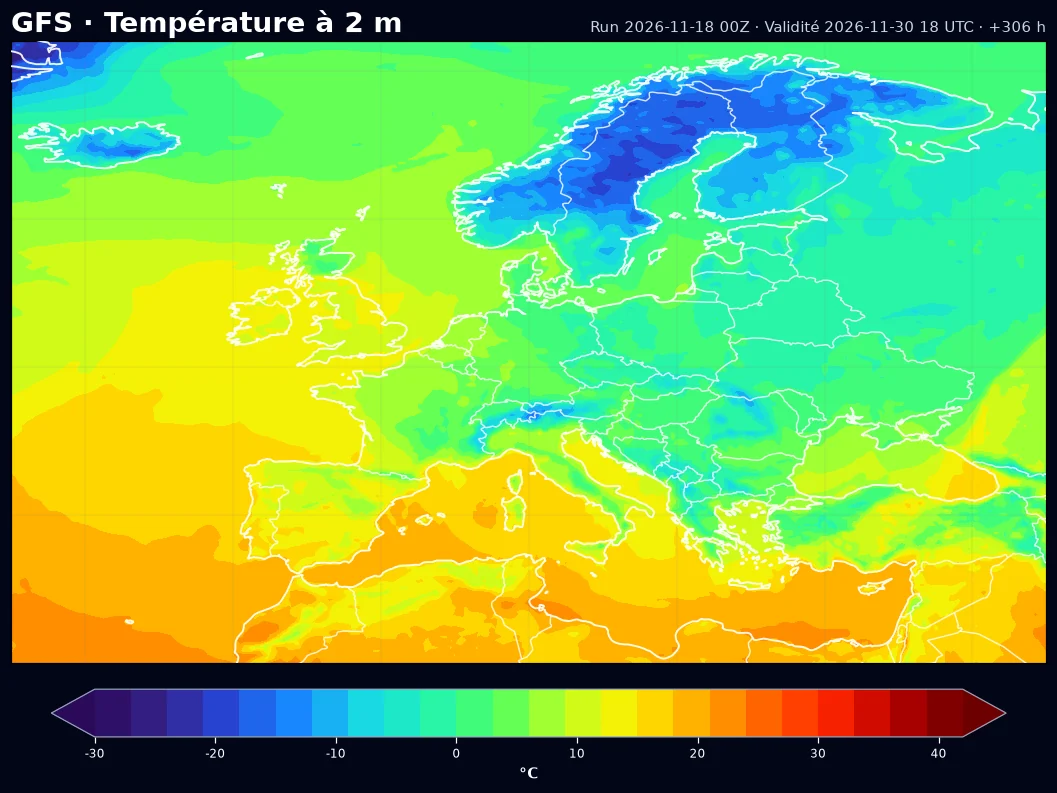 GFS · Température à 2 m
Run 2026-11-18 00Z · Validité 2026-11-30 18 UTC · +306 h
-30 -20 -10 0 10 20 30 40
°C